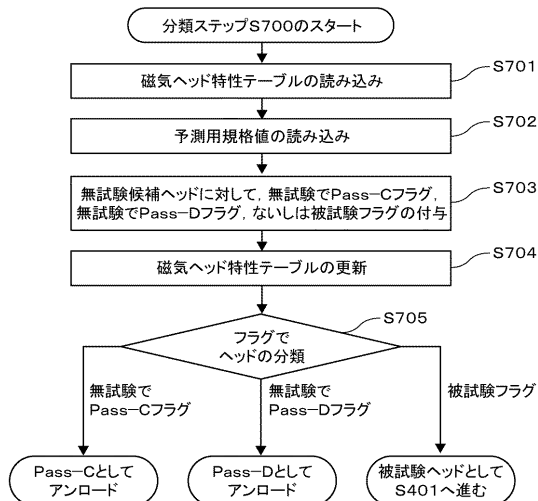 分類ステップS700のスタート
S701
磁気ヘッド特性テーブルの読み込み
S702
予測用規格値の読み込み
S703
無試験候補ヘッドに対して，無試験でPass-Cフラグ，
無試験でPass-Dフラグ，ないしは被試験フラグの付与
S704
磁気ヘッド特性テーブルの更新
S705
フラグで
ヘッドの分類
無試験で
Pass-Cフラグ
無試験で
Pass-Dフラグ
被試験フラグ
Pass-Cとして
アンロード
Pass-Dとして
アンロード
被試験ヘッドとして
S401へ進む